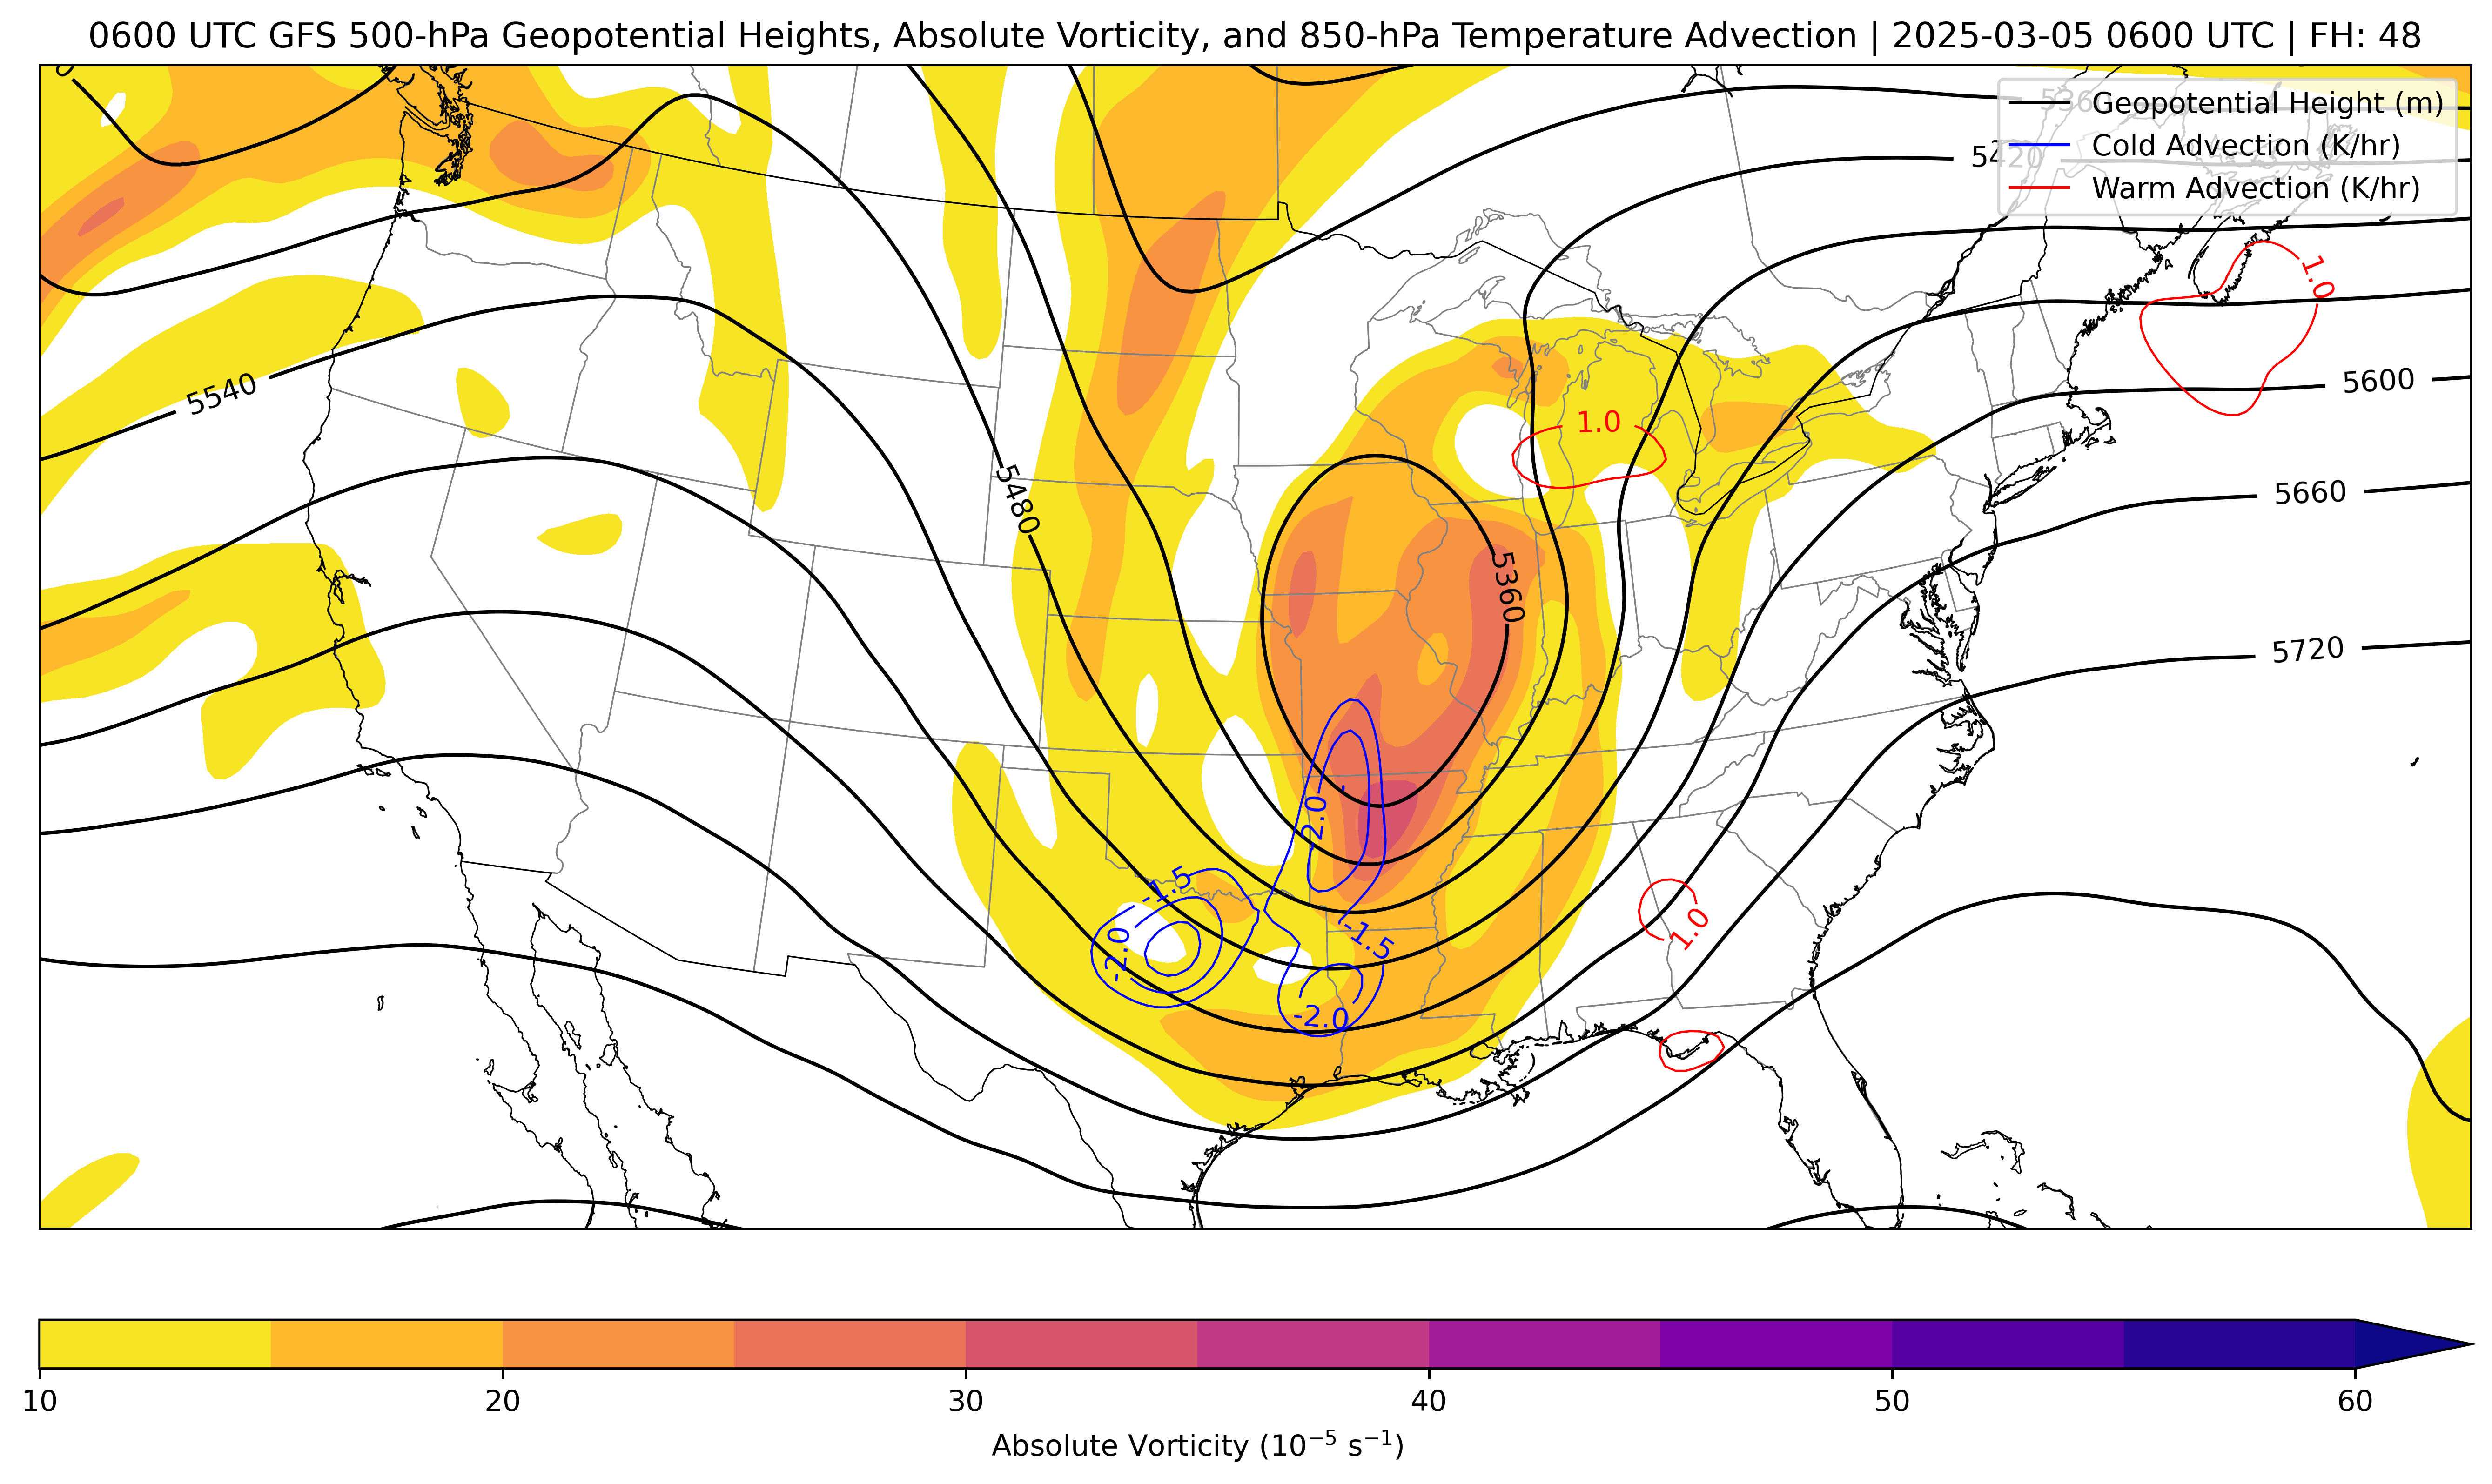 0600 UTC GFS 500-hPa Geopotential Heights, Absolute Vorticity, and 850-hPa Temperature Advection | 2025-03-05 0600 UTC | FH: 48
Geopotential Height (m)
Cold Advection (K/hr)
Warm Advection (K/hr)
5420
1.0
5540
5600
1.0
5480
5660
5360
5720
-2.0
-1.5
1.0
-1.5
-2.0
-2.0
10 20 30 40 50 60
Absolute Vorticity (10⁻⁵ s⁻¹)